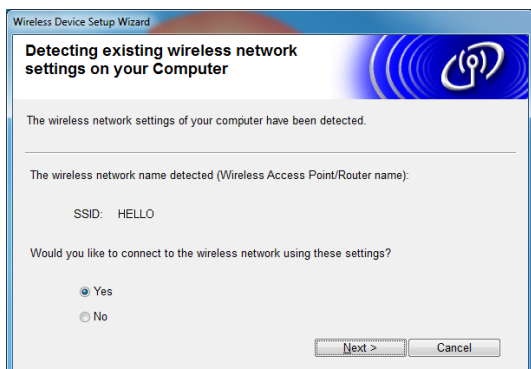 Wireless Device Setup Wizard
Detecting existing wireless network
settings on your Computer
The wireless network settings of your computer have been detected.
The wireless network name detected (Wireless Access Point/Router name):
SSID: HELLO
Would you like to connect to the wireless network using these settings?
Yes
No
Next > Cancel